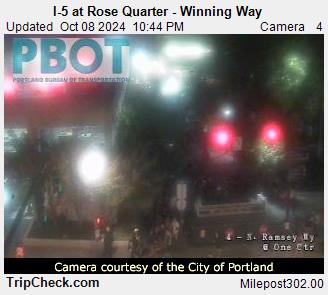 I-5 at Rose Quarter - Winning Way
Updated Oct 08 2024 10:44 PM Camera 4
PBOT
PORTLAND BUREAU OF TRANSPORTATION
4 - N. Ramsey Wy
@ One Ctr
Camera courtesy of the City of Portland
TripCheck.com Milepost302.00